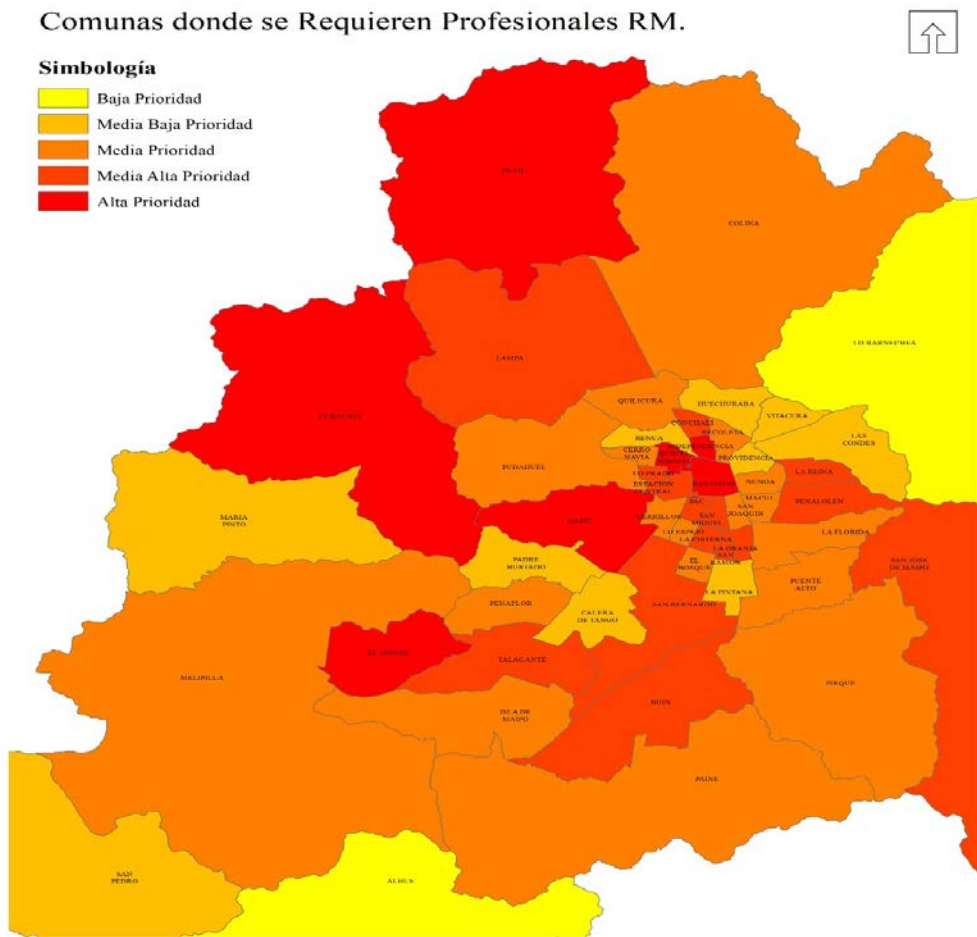 Comunas donde se Requieren Profesionales RM.
Simbología
Baja Prioridad
Media Baja Prioridad
Media Prioridad
Media Alta Prioridad
Alta Prioridad
COLINA
LO BARNECHEA
LAMPA
CURACAVI
QUILICURA
HUECHURABA
VITACURA
CONCHALI
RECOLETA
LAS
CONDES
RENCA
INDEPENDENCIA
PROVIDENCIA
CERRO
NAVIA
PUDAHUEL
LO PRADO
LA REINA
ESTACION
CENTRAL
SANTIAGO
NUNOA
PENALOLEN
MACUL
MARIA
PINTO
MAIPU
CERRILLOS
PAC
SAN
MIGUEL
SAN
JOAQUIN
LO ESPEJO
LA CISTERNA
LA FLORIDA
LA GRANJA
SAN
RAMON
PADRE
HURTADO
EL
BOSQUE
SAN JOSE
DE MAIPO
PUENTE
ALTO
LA PINTANA
PEÑAFLOR
CALERA
DE TANGO
SAN BERNARDO
EL MONTE
TALAGANTE
MELIPILLA
PIRQUE
BUIN
ISLA DE
MAIPO
PAINE
SAN
PEDRO
ALHUE